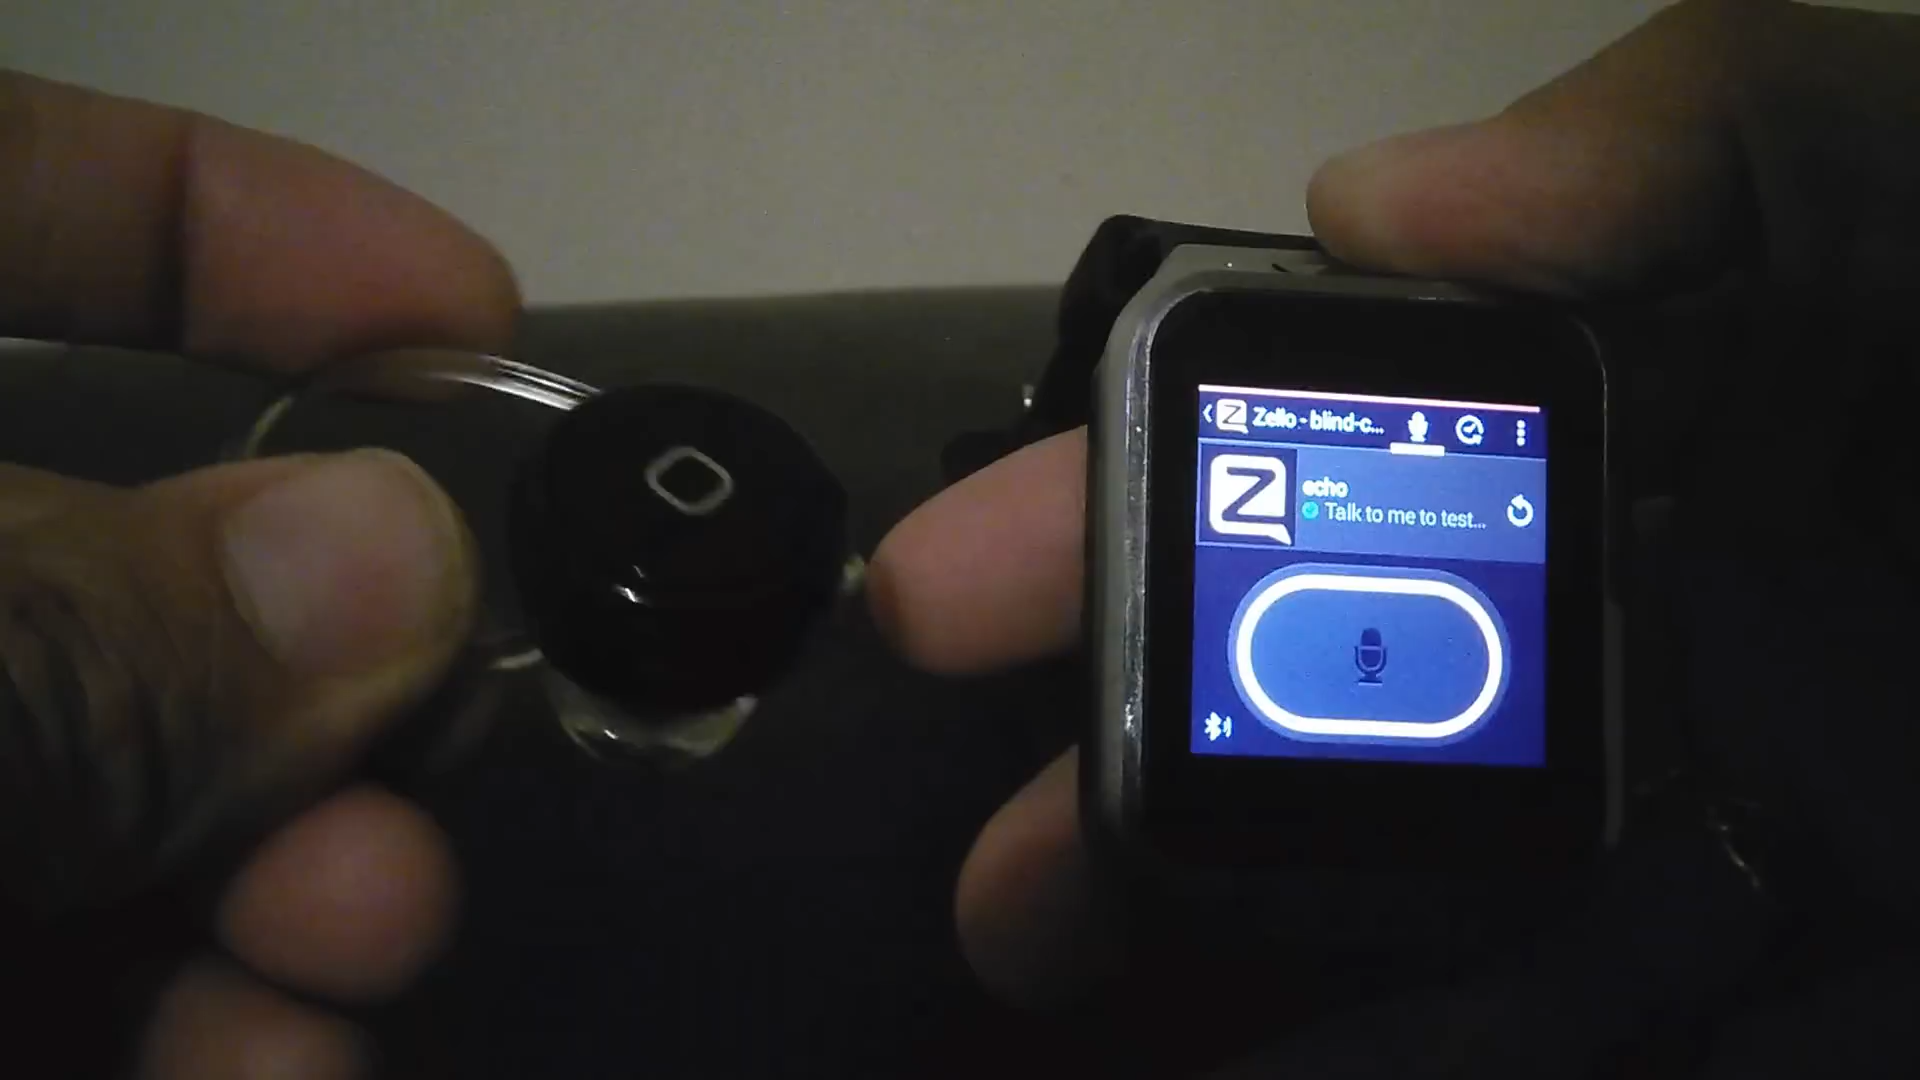 Zello - blind-c...
echo
Talk to me to test...